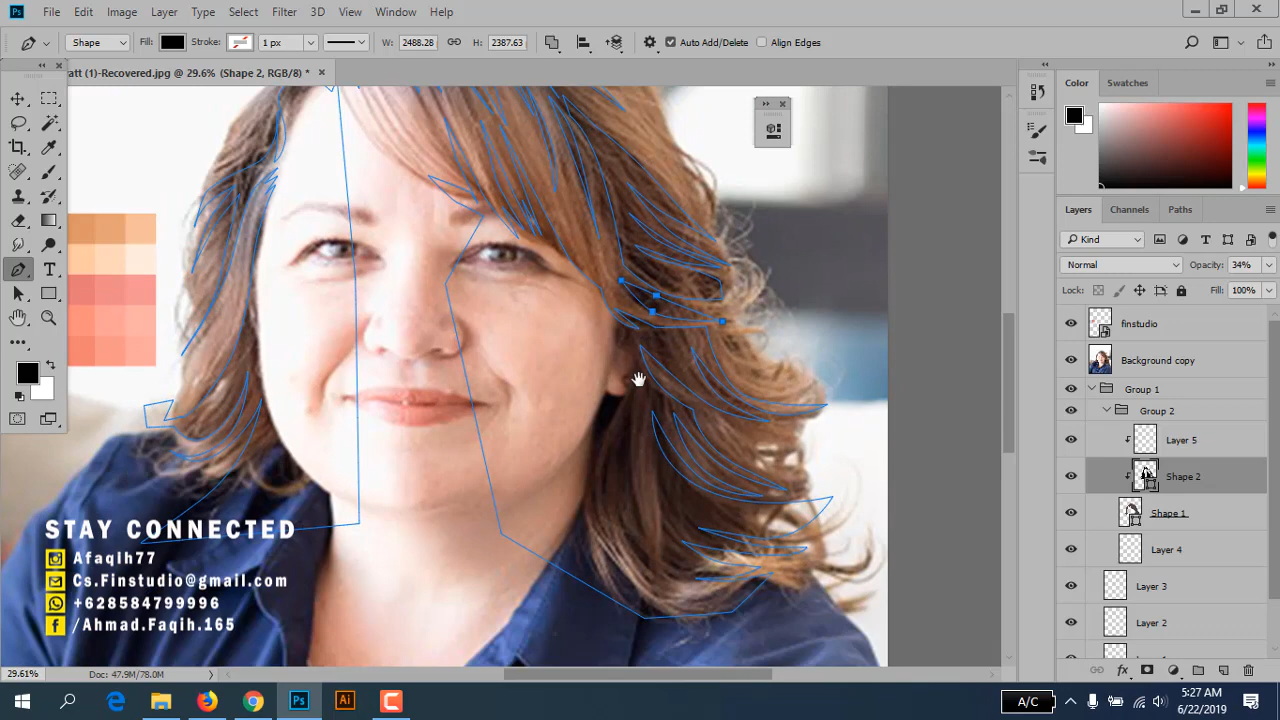 Ps File Edit Image Layer Type Select Filter 3D View Window Help
Shape Fill: Stroke: 1 px W: 2488.28 H: 2387.63 Auto Add/Delete Align Edges
att (1)-Recovered.jpg @ 29.6% (Shape 2, RGB/8) *
Color Swatches
Layers Channels Paths
Kind
Normal Opacity: 34%
Lock: Fill: 100%
finstudio
Background copy
Group 1
Group 2
Layer 5
Shape 2
Shape 1
Layer 4
Layer 3
Layer 2
STAY CONNECTED
Afaqih77
Cs.Finstudio@gmail.com
+628584799996
/Ahmad.Faqih.165
29.61% Doc: 47.9M/78.0M
Ps Ai A/C 5:27 AM
6/22/2019